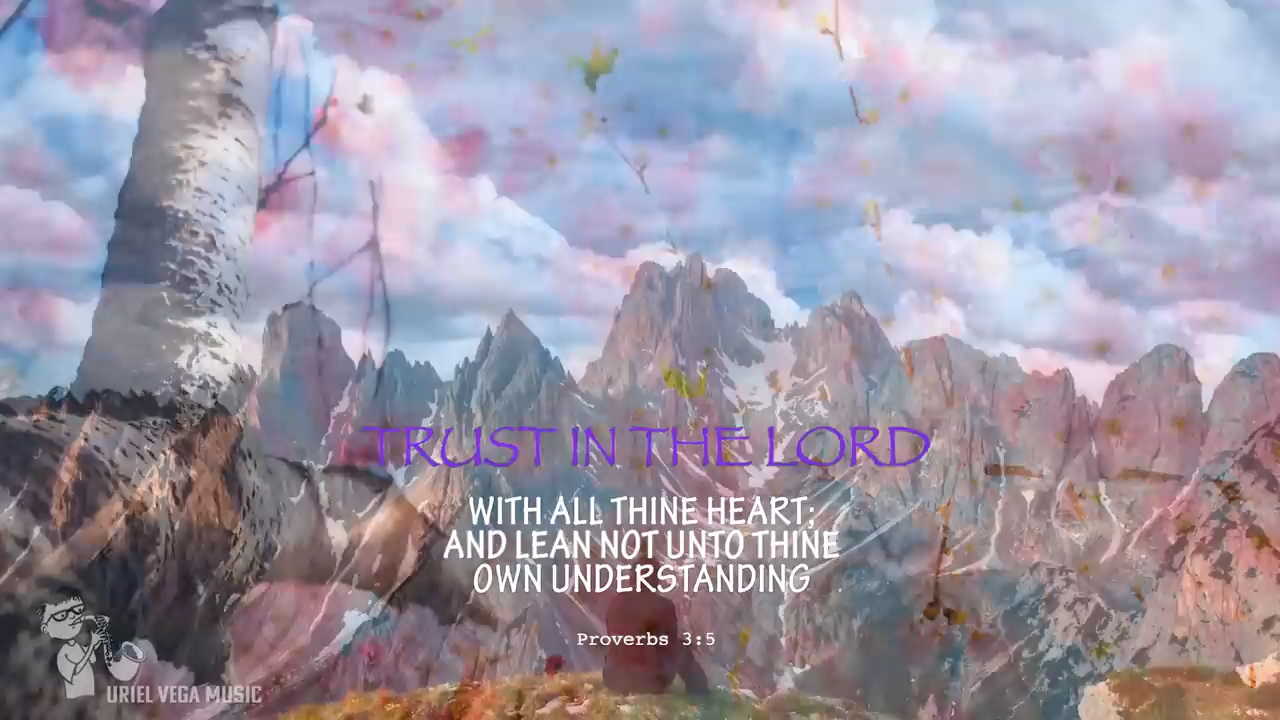 TRUST IN THE LORD
WITH ALL THINE HEART;
AND LEAN NOT UNTO THINE
OWN UNDERSTANDING
Proverbs 3:5
URIEL VEGA MUSIC